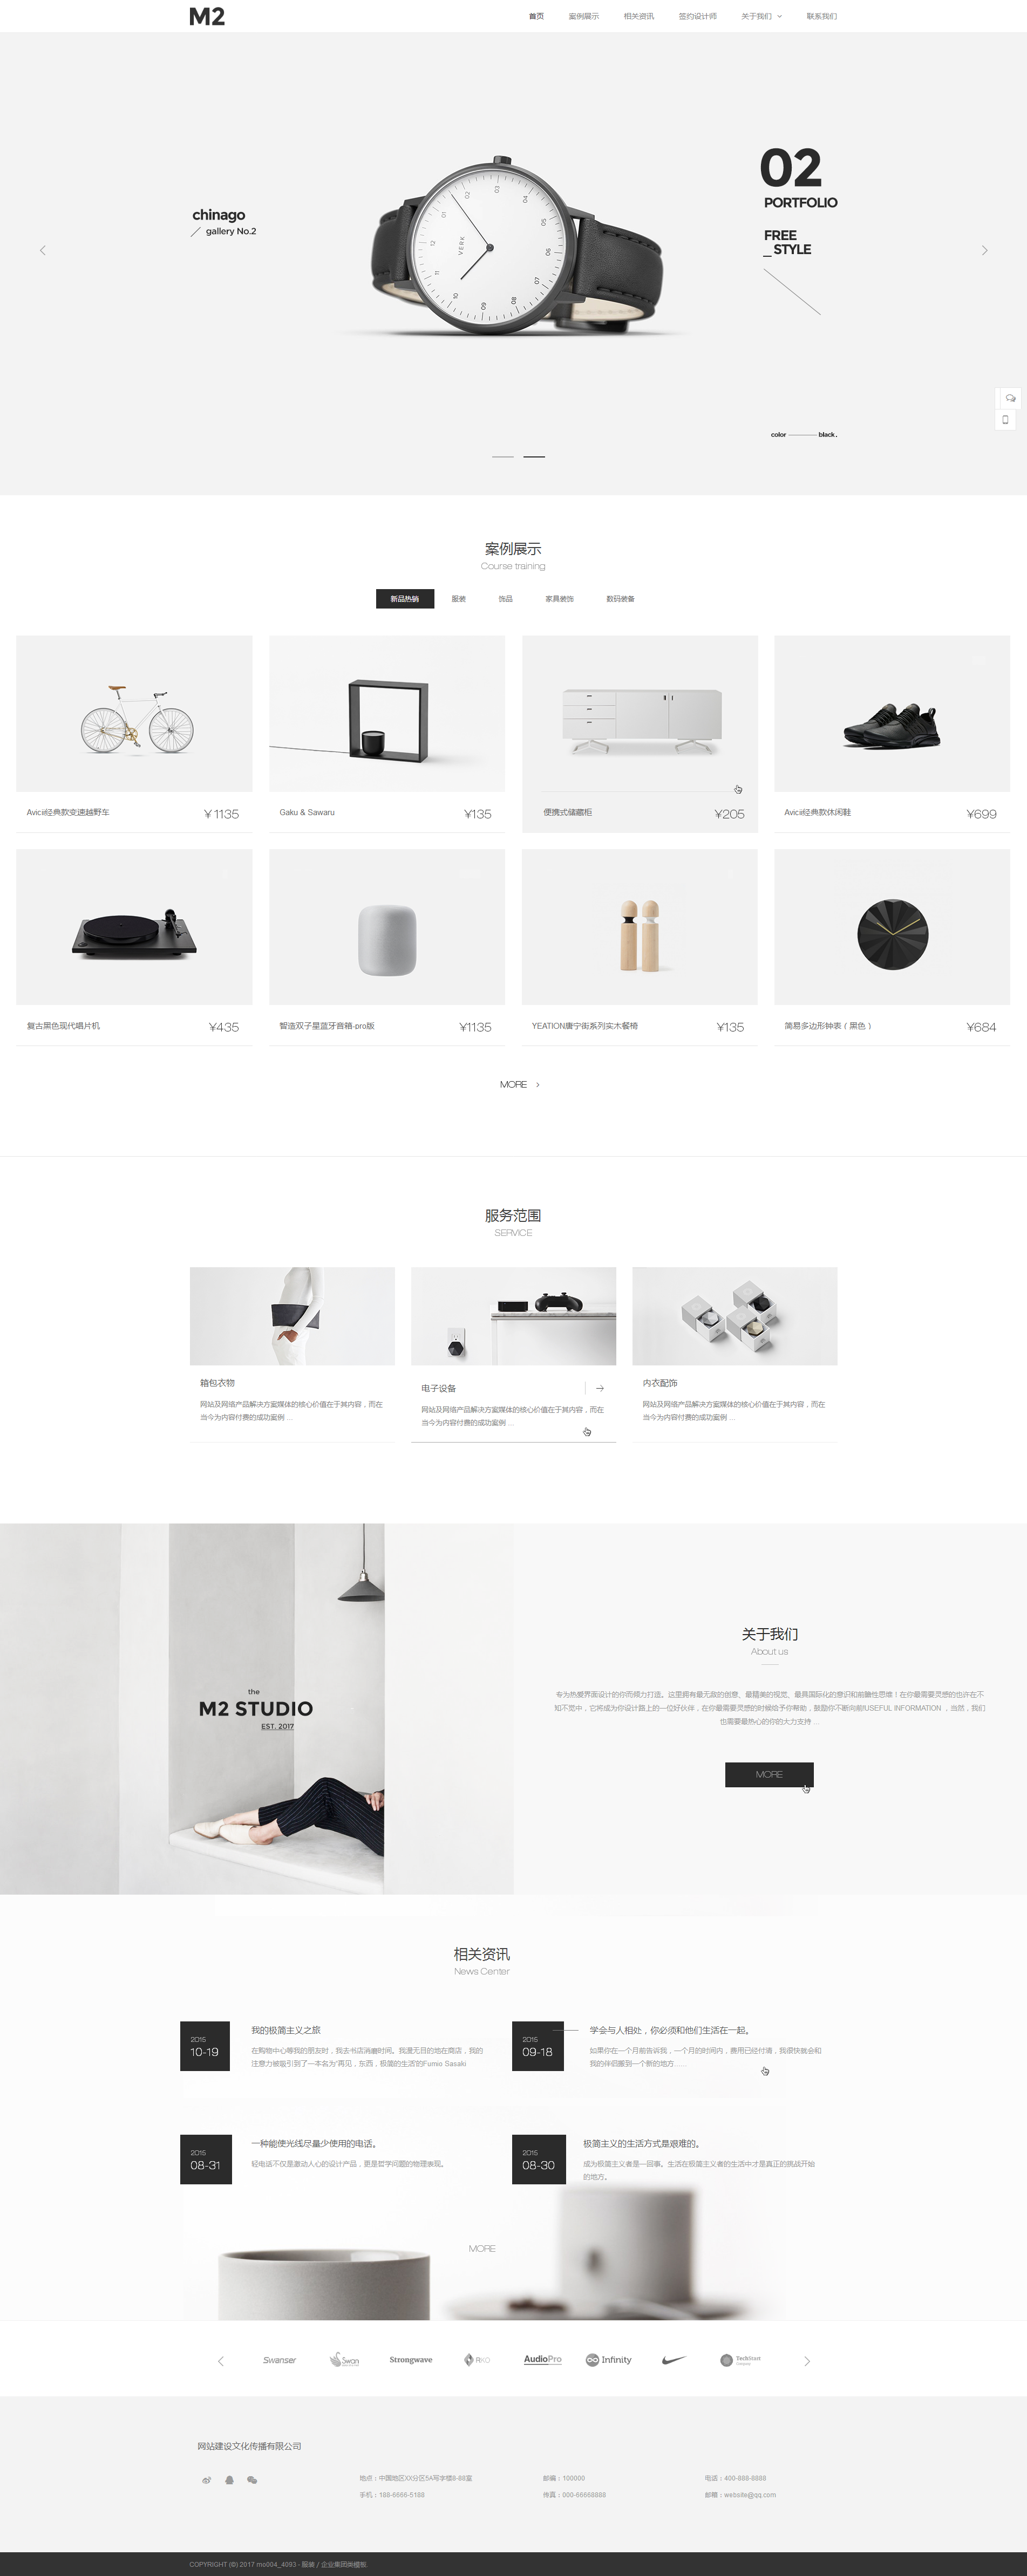 M2
首页 案例展示 相关资讯 签约设计师 关于我们 联系我们
02
PORTFOLIO
chinago
gallery No.2
FREE
_ STYLE
VERK
01 02 03 04 05 06 07 08 09 10 11 12
color black.
案例展示
Course training
新品热销 服装 饰品 家具装饰 数码装备
Avicii经典款变速越野车 ￥1135
Gaku & Sawaru ¥135
便携式储藏柜 ¥205
Avicii经典款休闲鞋 ¥699
复古黑色现代唱片机 ¥435
智造双子星蓝牙音箱-pro版 ¥1135
YEATION唐宁街系列实木餐椅 ¥135
简易多边形钟表（黑色） ¥684
MORE
服务范围
SERVICE
箱包衣物
网站及网络产品解决方案媒体的核心价值在于其内容，而在
当今为内容付费的成功案例 ...
电子设备
网站及网络产品解决方案媒体的核心价值在于其内容，而在
当今为内容付费的成功案例 ...
内衣配饰
网站及网络产品解决方案媒体的核心价值在于其内容，而在
当今为内容付费的成功案例 ...
the
M2 STUDIO
EST. 2017
关于我们
About us
专为热爱界面设计的你而倾力打造。这里拥有最无敌的创意、最精美的视觉、最具国际化的意识和前瞻性思维！在你最需要灵感的也许在不
知不觉中，它将成为你设计路上的一位好伙伴，在你最需要灵感的时候给予你帮助，鼓励你不断向前!USEFUL INFORMATION ，当然，我们
也需要最热心的你的大力支持 ...
MORE
相关资讯
News Center
2015
10-19
我的极简主义之旅
在购物中心等我的朋友时，我去书店消磨时间。我漫无目的地在商店，我的
注意力被吸引到了一本名为“再见，东西，极简的生活”的Fumio Sasaki
2015
09-18
学会与人相处，你必须和他们生活在一起。
如果你在一个月前告诉我，一个月的时间内，费用已经付清，我很快就会和
我的伴侣搬到一个新的地方......
2015
08-31
一种能使光线尽量少使用的电话。
轻电话不仅是激动人心的设计产品，更是哲学问题的物理表现。
2015
08-30
极简主义的生活方式是艰难的。
成为极简主义者是一回事。生活在极简主义者的生活中才是真正的挑战开始
的地方。
MORE
Swanser Swan Strongwave RKO AudioPro Infinity TechMart
网站建设文化传播有限公司
地点：中国地区XX分区5A写字楼8-88室 邮编：100000 电话：400-888-8888
手机：188-6666-5188 传真：000-66668888 邮箱：website@qq.com
COPYRIGHT (©) 2017 mo004_4093 - 服装 / 企业集团类模板